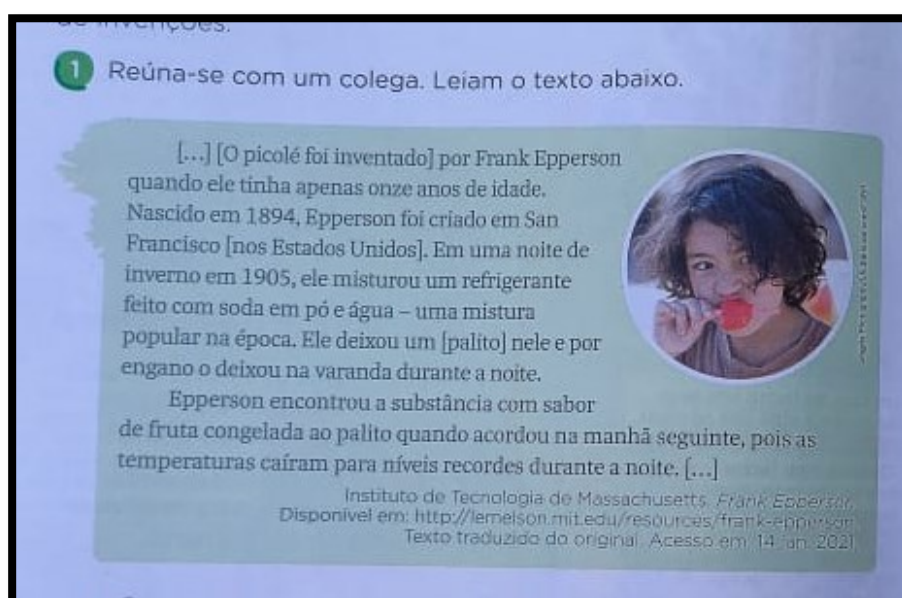 de invenções.
1 Reúna-se com um colega. Leiam o texto abaixo.
[...] [O picolé foi inventado] por Frank Epperson
quando ele tinha apenas onze anos de idade.
Nascido em 1894, Epperson foi criado em San
Francisco [nos Estados Unidos]. Em uma noite de
inverno em 1905, ele misturou um refrigerante
feito com soda em pó e água – uma mistura
popular na época. Ele deixou um [palito] nele e por
engano o deixou na varanda durante a noite.
Epperson encontrou a substância com sabor
de fruta congelada ao palito quando acordou na manhã seguinte, pois as
temperaturas caíram para níveis recordes durante a noite. [...]
Instituto de Tecnologia de Massachusetts. Frank Epperson.
Disponível em: http://lemelson.mit.edu/resources/frank-epperson
Texto traduzido do original. Acesso em: 14 jan. 2021